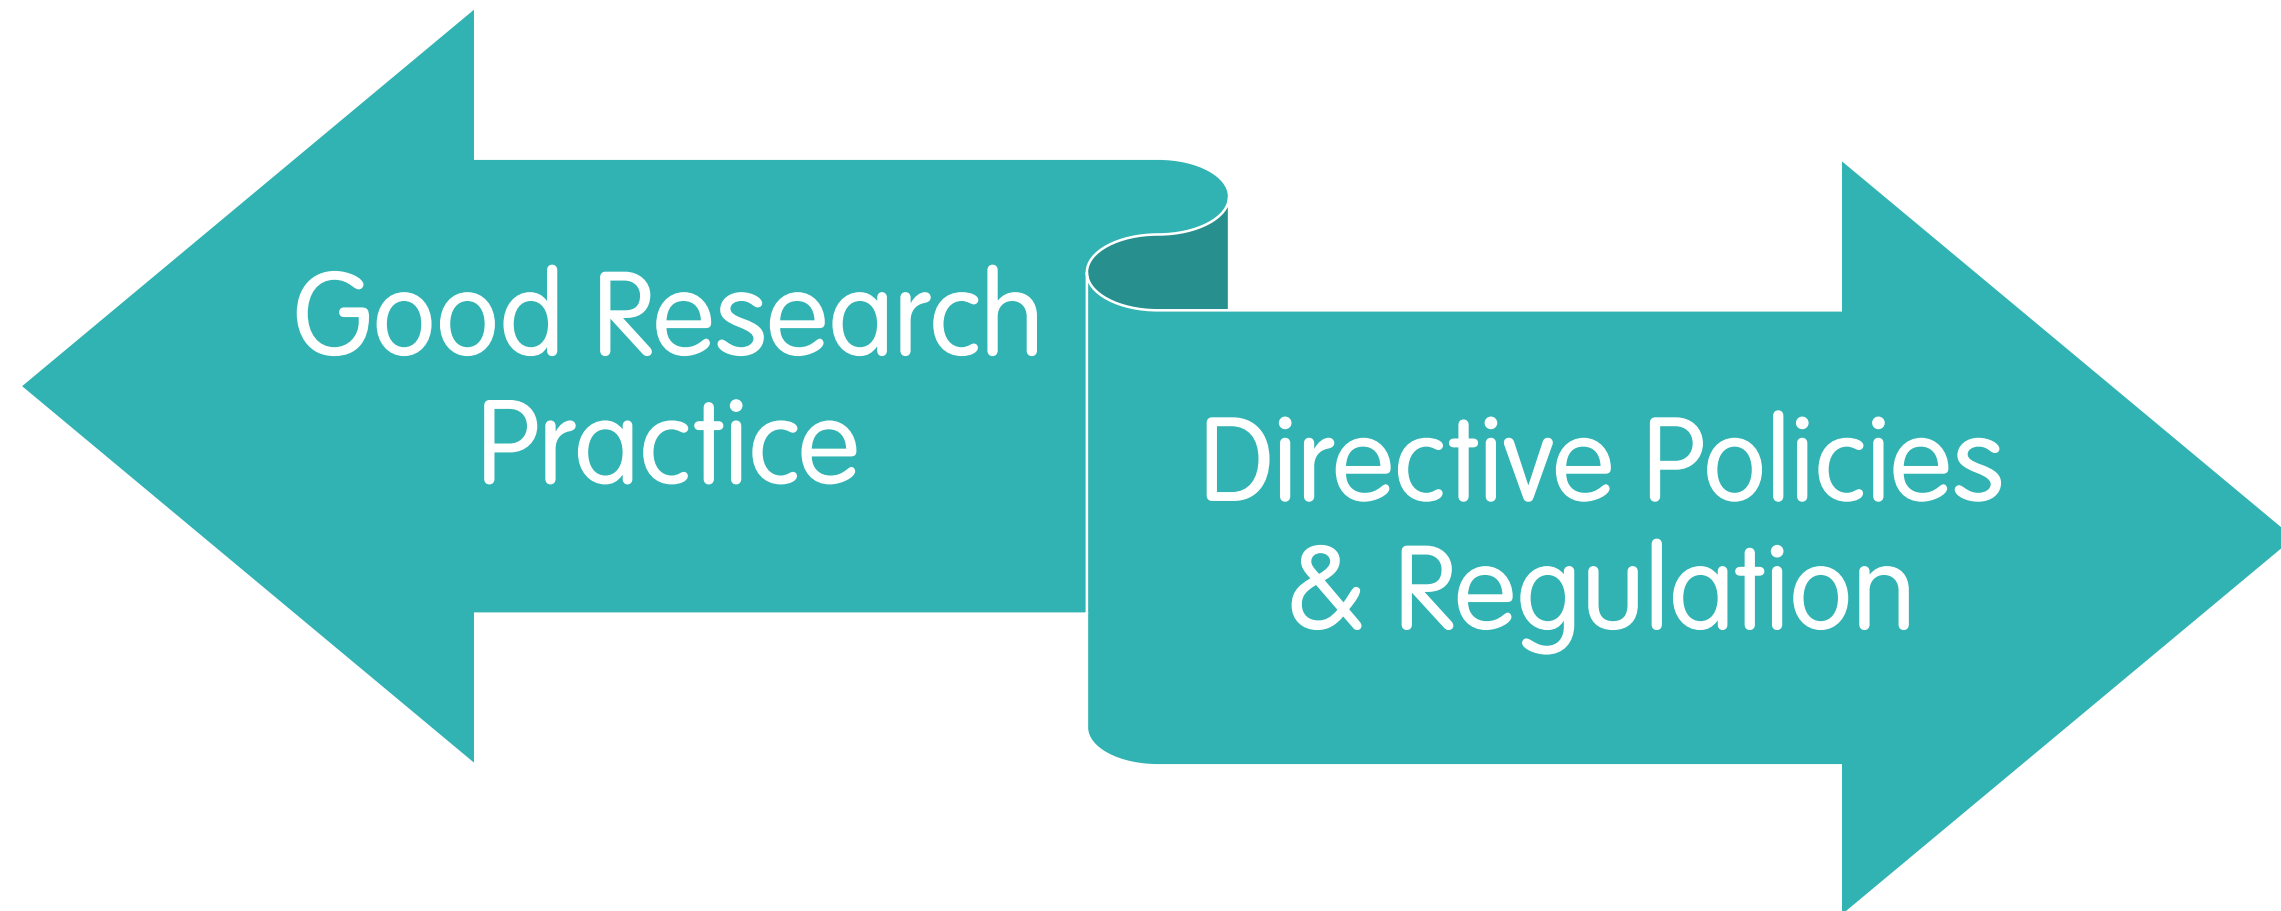 Good Research
Practice
Directive Policies
& Regulation